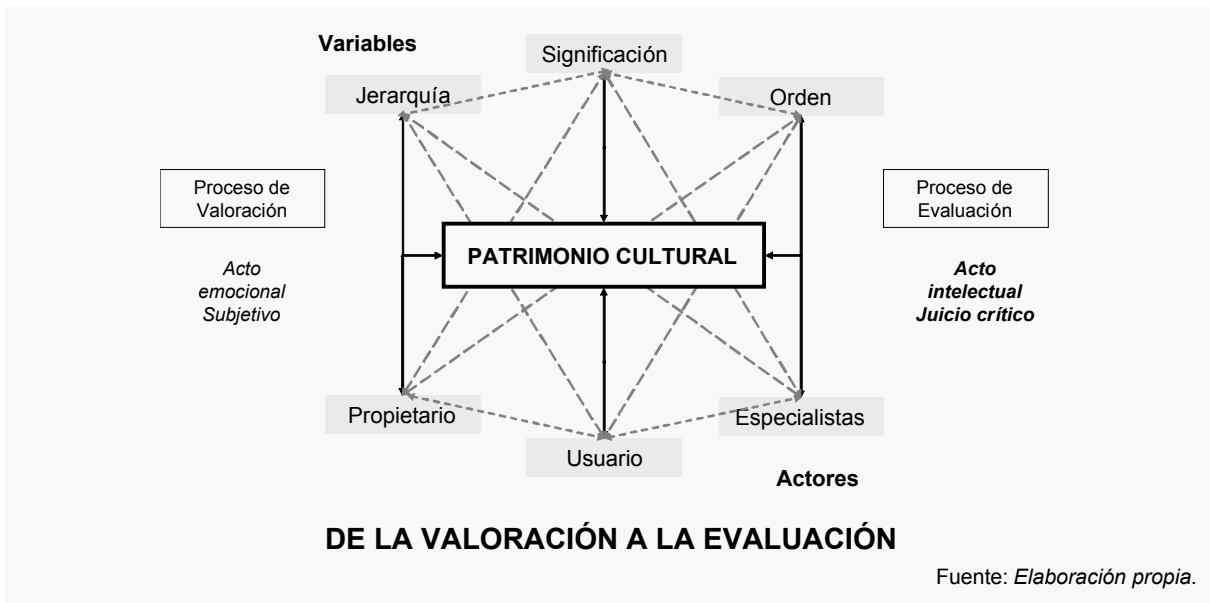 Variables
Significación
Jerarquía
Orden
Proceso de
Valoración
Proceso de
Evaluación
PATRIMONIO CULTURAL
Acto
emocional
Subjetivo
Acto
intelectual
Juicio crítico
Propietario
Especialistas
Usuario
Actores
DE LA VALORACIÓN A LA EVALUACIÓN
Fuente: Elaboración propia.